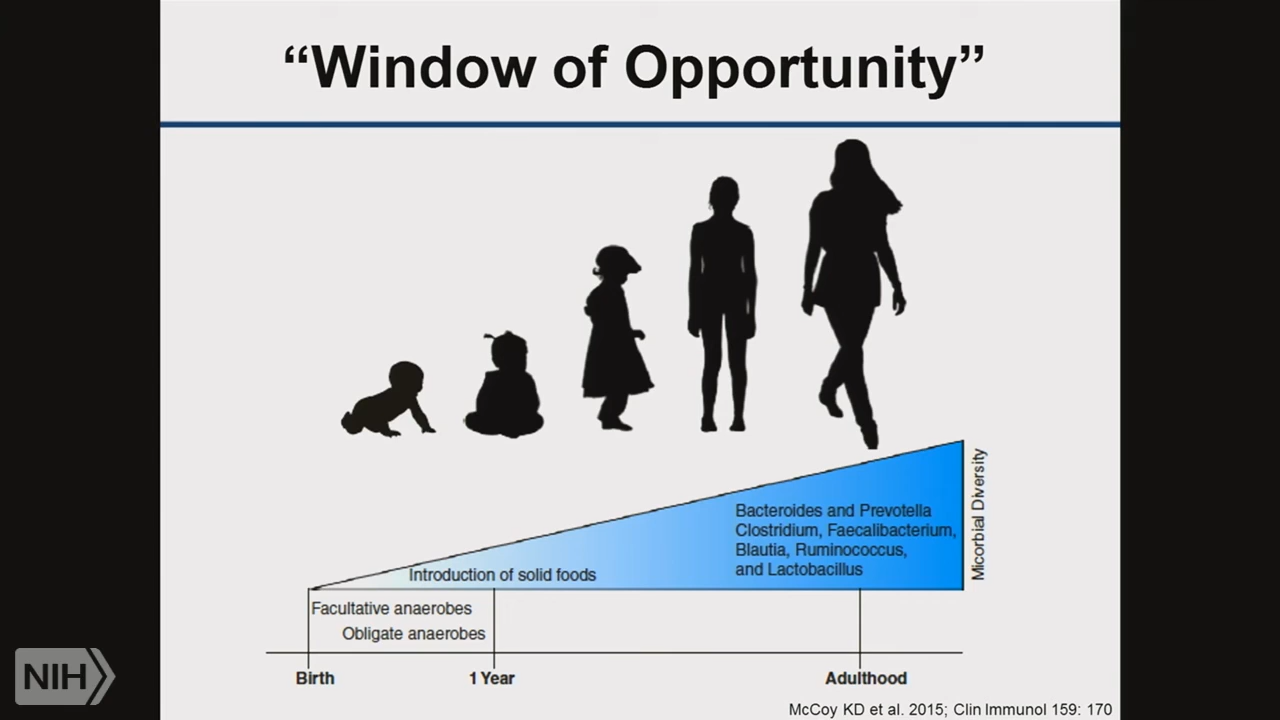 “Window of Opportunity”
Bacteroides and Prevotella
Clostridium, Faecalibacterium,
Blautia, Ruminococcus,
and Lactobacillus
Micorbial Diversity
Introduction of solid foods
Facultative anaerobes
Obligate anaerobes
Birth
1 Year
Adulthood
NIH
McCoy KD et al. 2015; Clin Immunol 159: 170